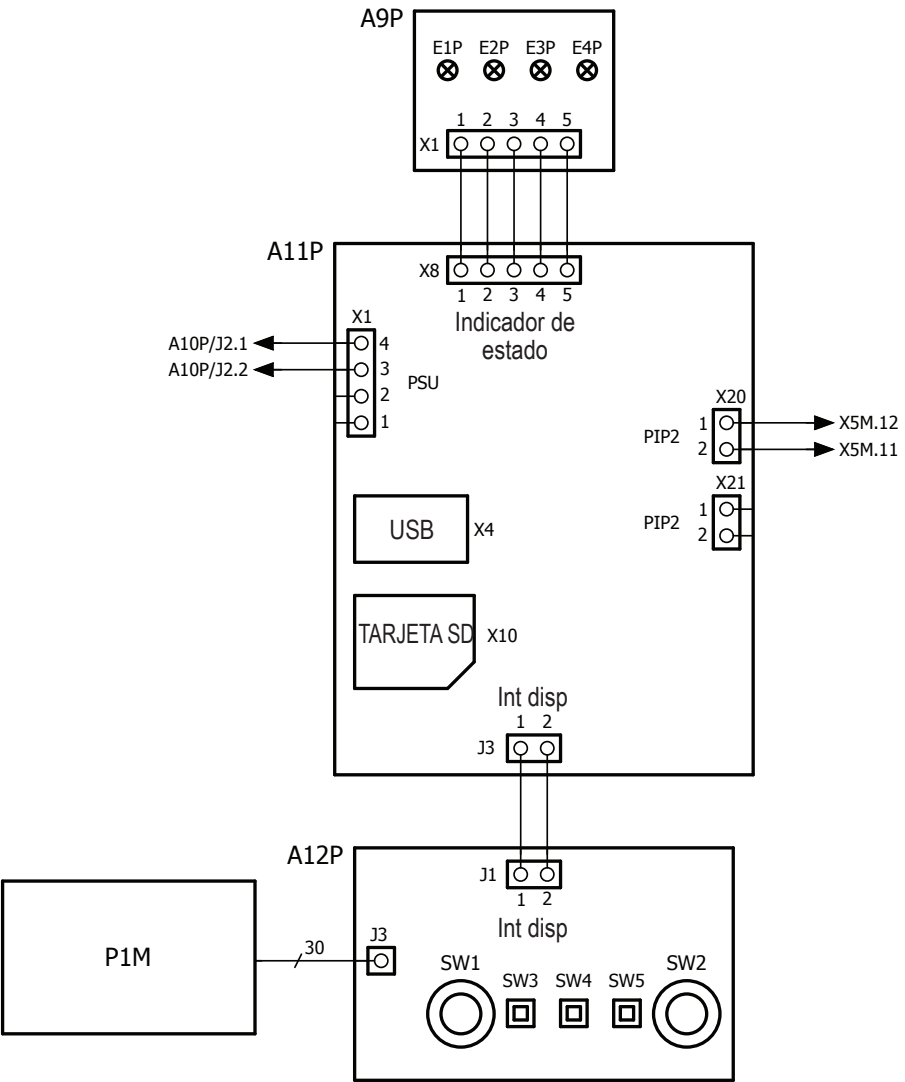 A9P
E1P E2P E3P E4P
1 2 3 4 5
X1
A11P
X8
1 2 3 4 5
Indicador de
estado
X1
A10P/J2.1
4
A10P/J2.2
3
2
1
PSU
X20
PIP2
1
2
X5M.12
X5M.11
X21
PIP2
1
2
USB
X4
TARJETA SD
X10
Int disp
1 2
J3
A12P
J1
1 2
Int disp
P1M
30
J3
SW1
SW3 SW4 SW5
SW2